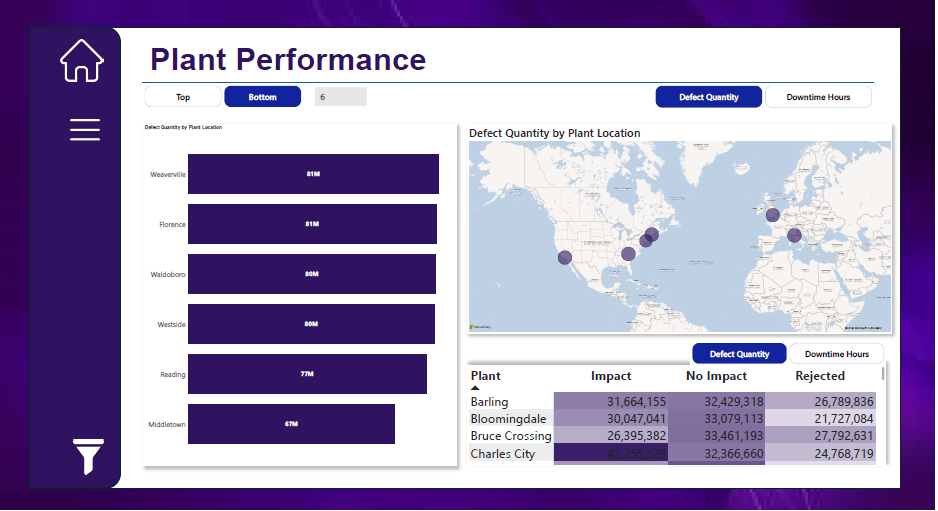 Plant Performance
Top
Bottom
6
Defect Quantity
Downtime Hours
Defect Quantity by Plant Location
Weaverville
81M
Florence
81M
Waldoboro
80M
Westside
80M
Reading
77M
Middletown
67M
Defect Quantity by Plant Location
Defect Quantity
Downtime Hours
Plant Impact No Impact Rejected
Barling 31,664,155 32,429,318 26,789,836
Bloomingdale 30,047,041 33,079,113 21,727,084
Bruce Crossing 26,395,382 33,461,193 27,792,631
Charles City 32,366,660 24,768,719